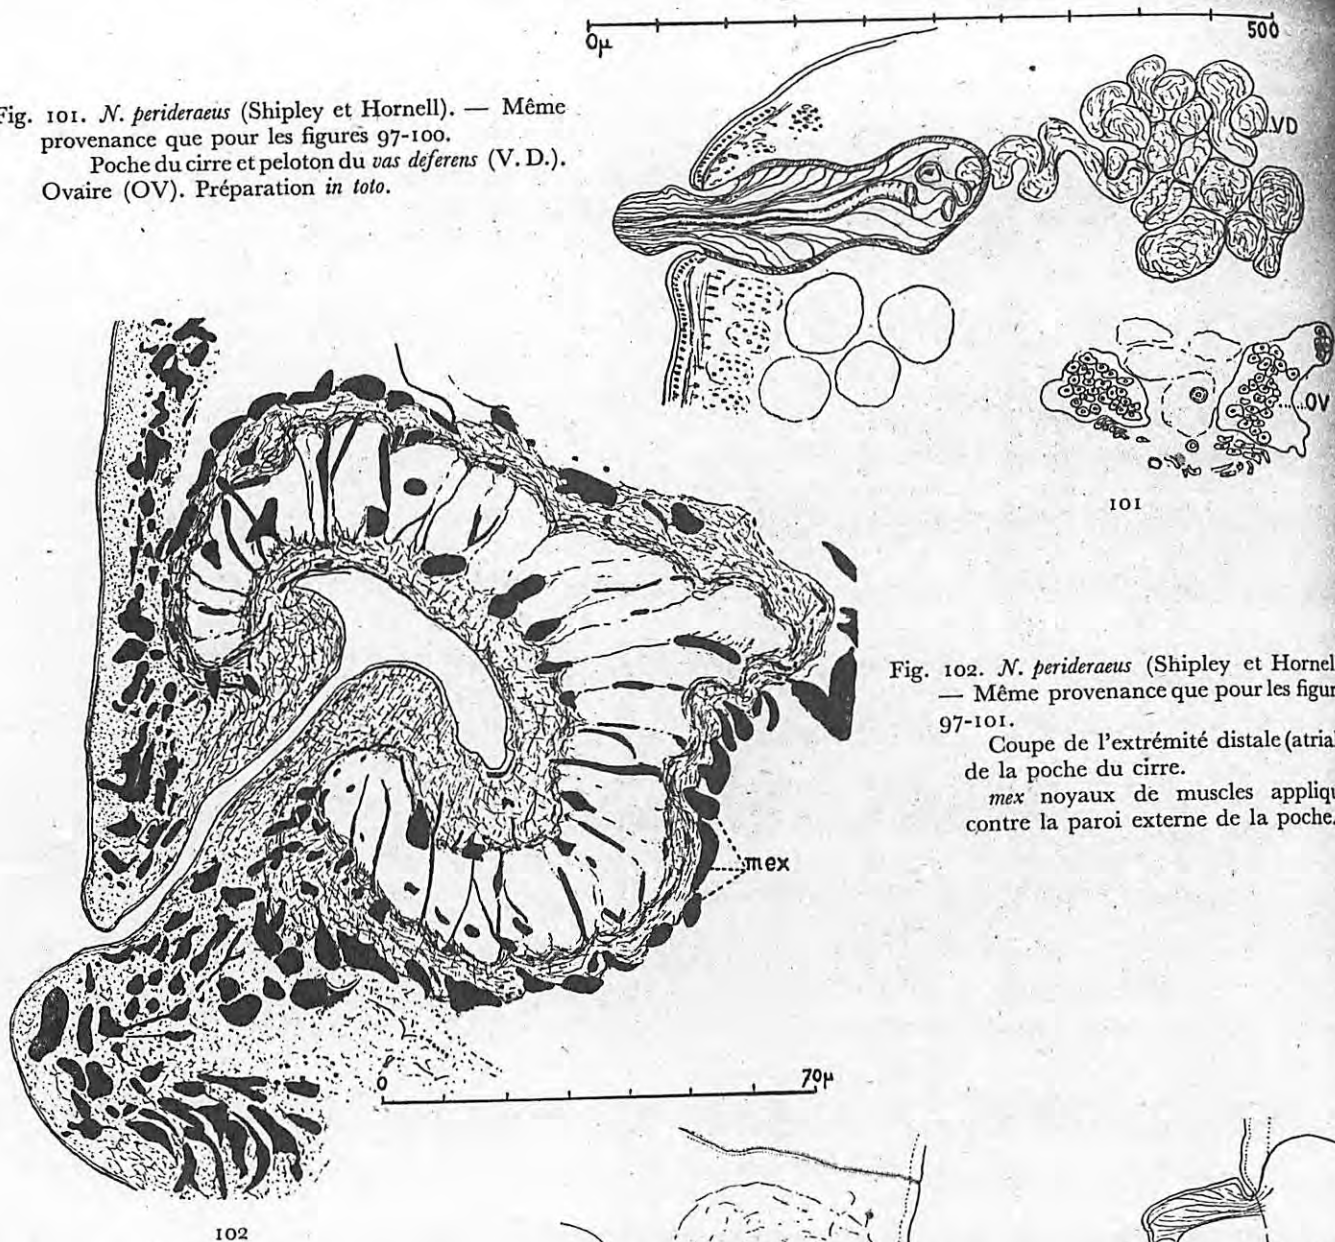 0μ 500
Fig. 101. N. perideraeus (Shipley et Hornell). — Même
provenance que pour les figures 97-100.
Poche du cirre et peloton du vas deferens (V. D.).
Ovaire (OV). Préparation in toto.
VD
OV
101
Fig. 102. N. perideraeus (Shipley et Hornel
— Même provenance que pour les figur
97-101.
Coupe de l'extrémité distale (atria
de la poche du cirre.
mex noyaux de muscles appliqu
contre la paroi externe de la poche.
mex
0 70μ
102